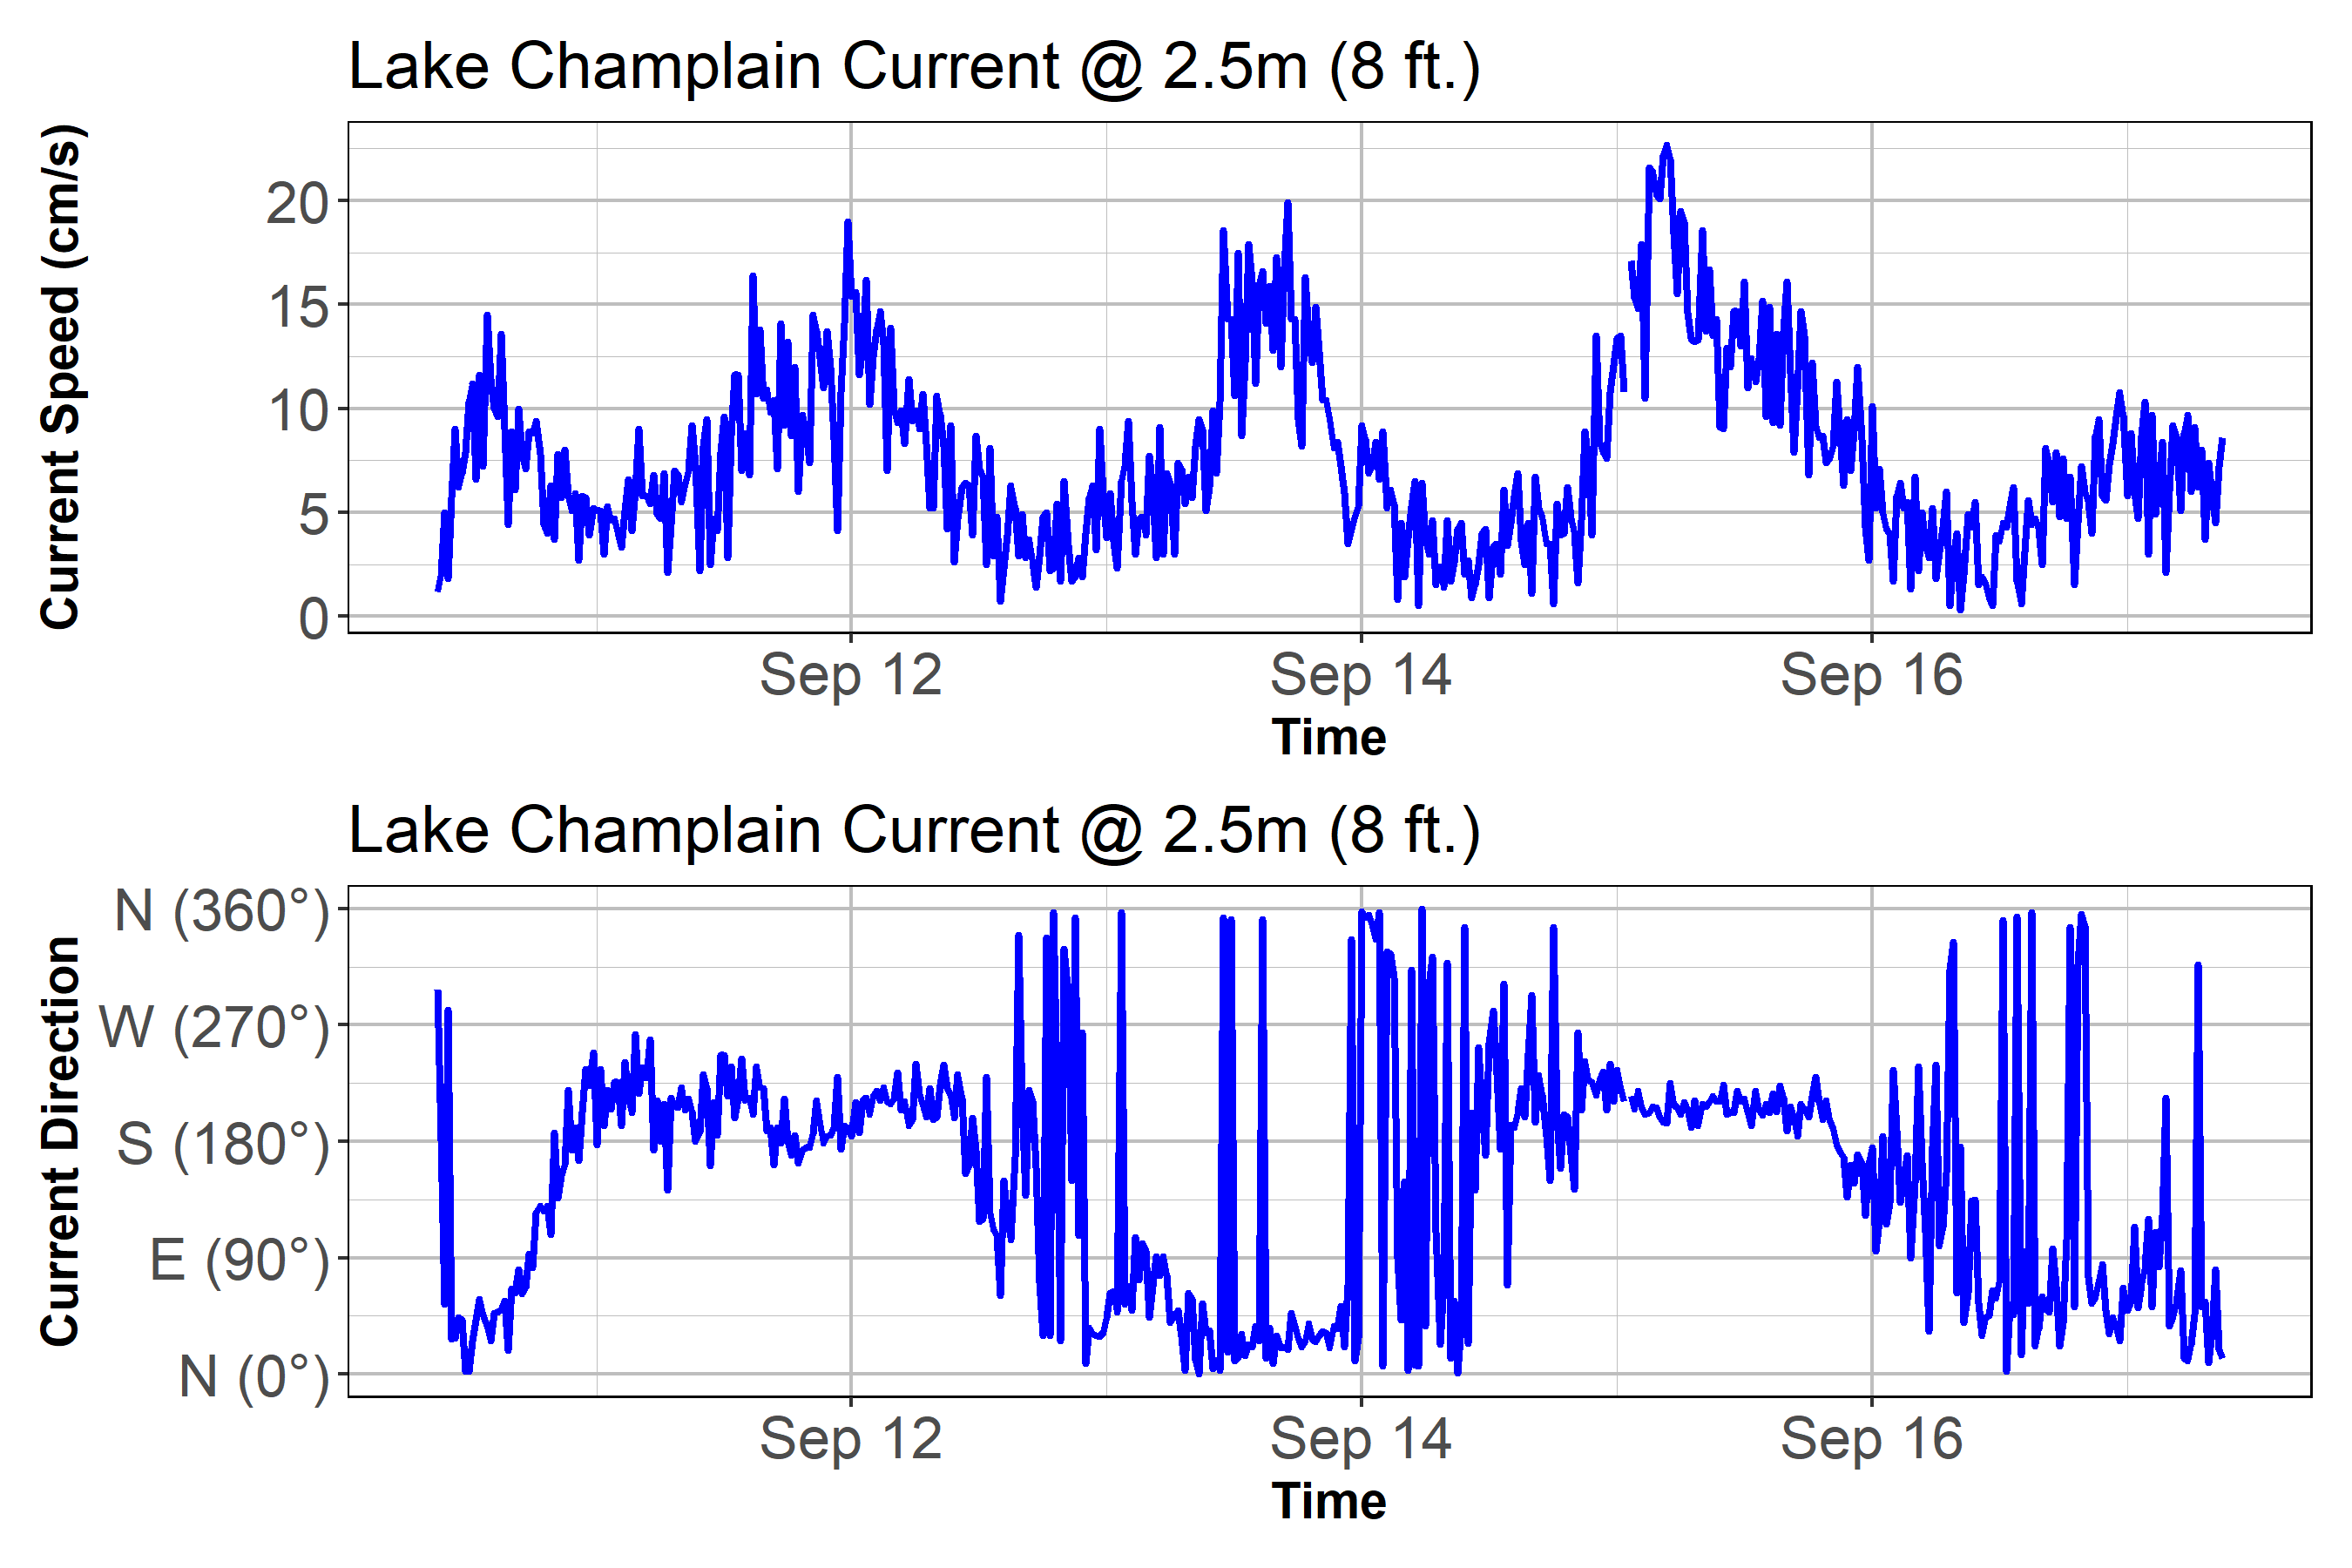 Lake Champlain Current @ 2.5m (8 ft.)
Current Speed (cm/s)
20
15
10
5
0
Sep 12
Sep 14
Sep 16
Time
Lake Champlain Current @ 2.5m (8 ft.)
Current Direction
N (360°)
W (270°)
S (180°)
E (90°)
N (0°)
Sep 12
Sep 14
Sep 16
Time